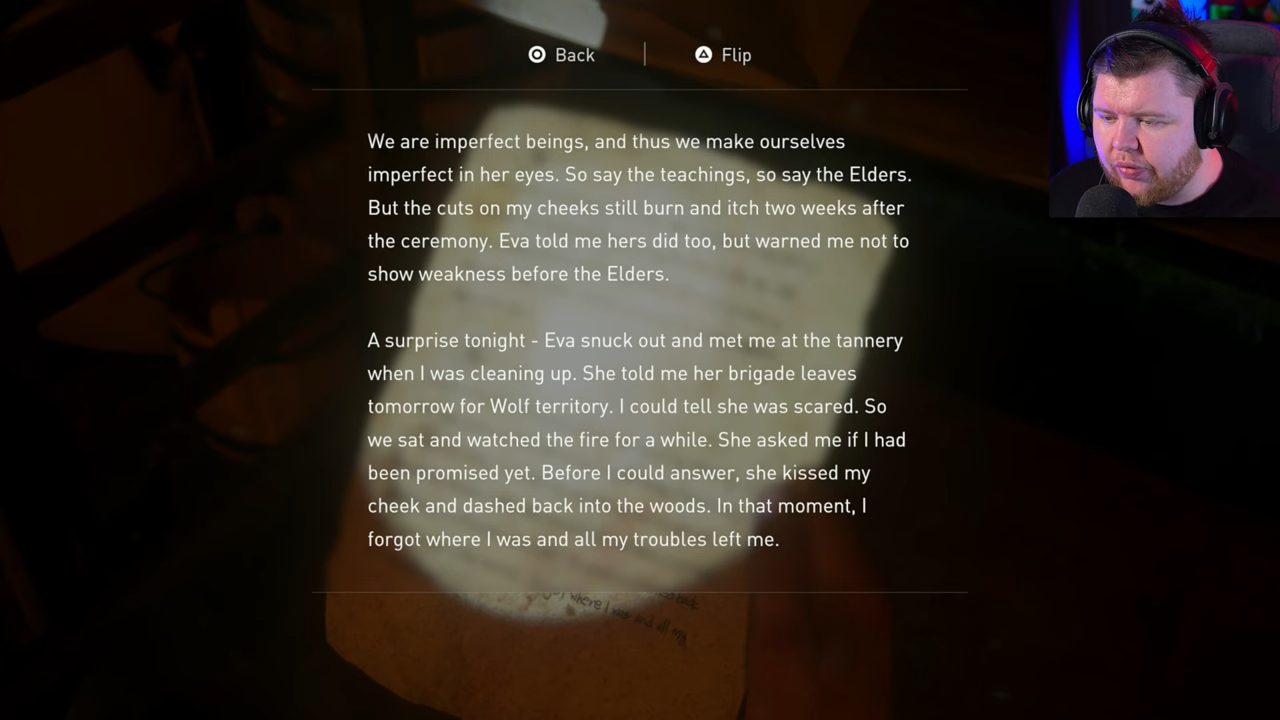 Back
Flip
We are imperfect beings, and thus we make ourselves
imperfect in her eyes. So say the teachings, so say the Elders.
But the cuts on my cheeks still burn and itch two weeks after
the ceremony. Eva told me hers did too, but warned me not to
show weakness before the Elders.
A surprise tonight - Eva snuck out and met me at the tannery
when I was cleaning up. She told me her brigade leaves
tomorrow for Wolf territory. I could tell she was scared. So
we sat and watched the fire for a while. She asked me if I had
been promised yet. Before I could answer, she kissed my
cheek and dashed back into the woods. In that moment, I
forgot where I was and all my troubles left me.
where I was and all my